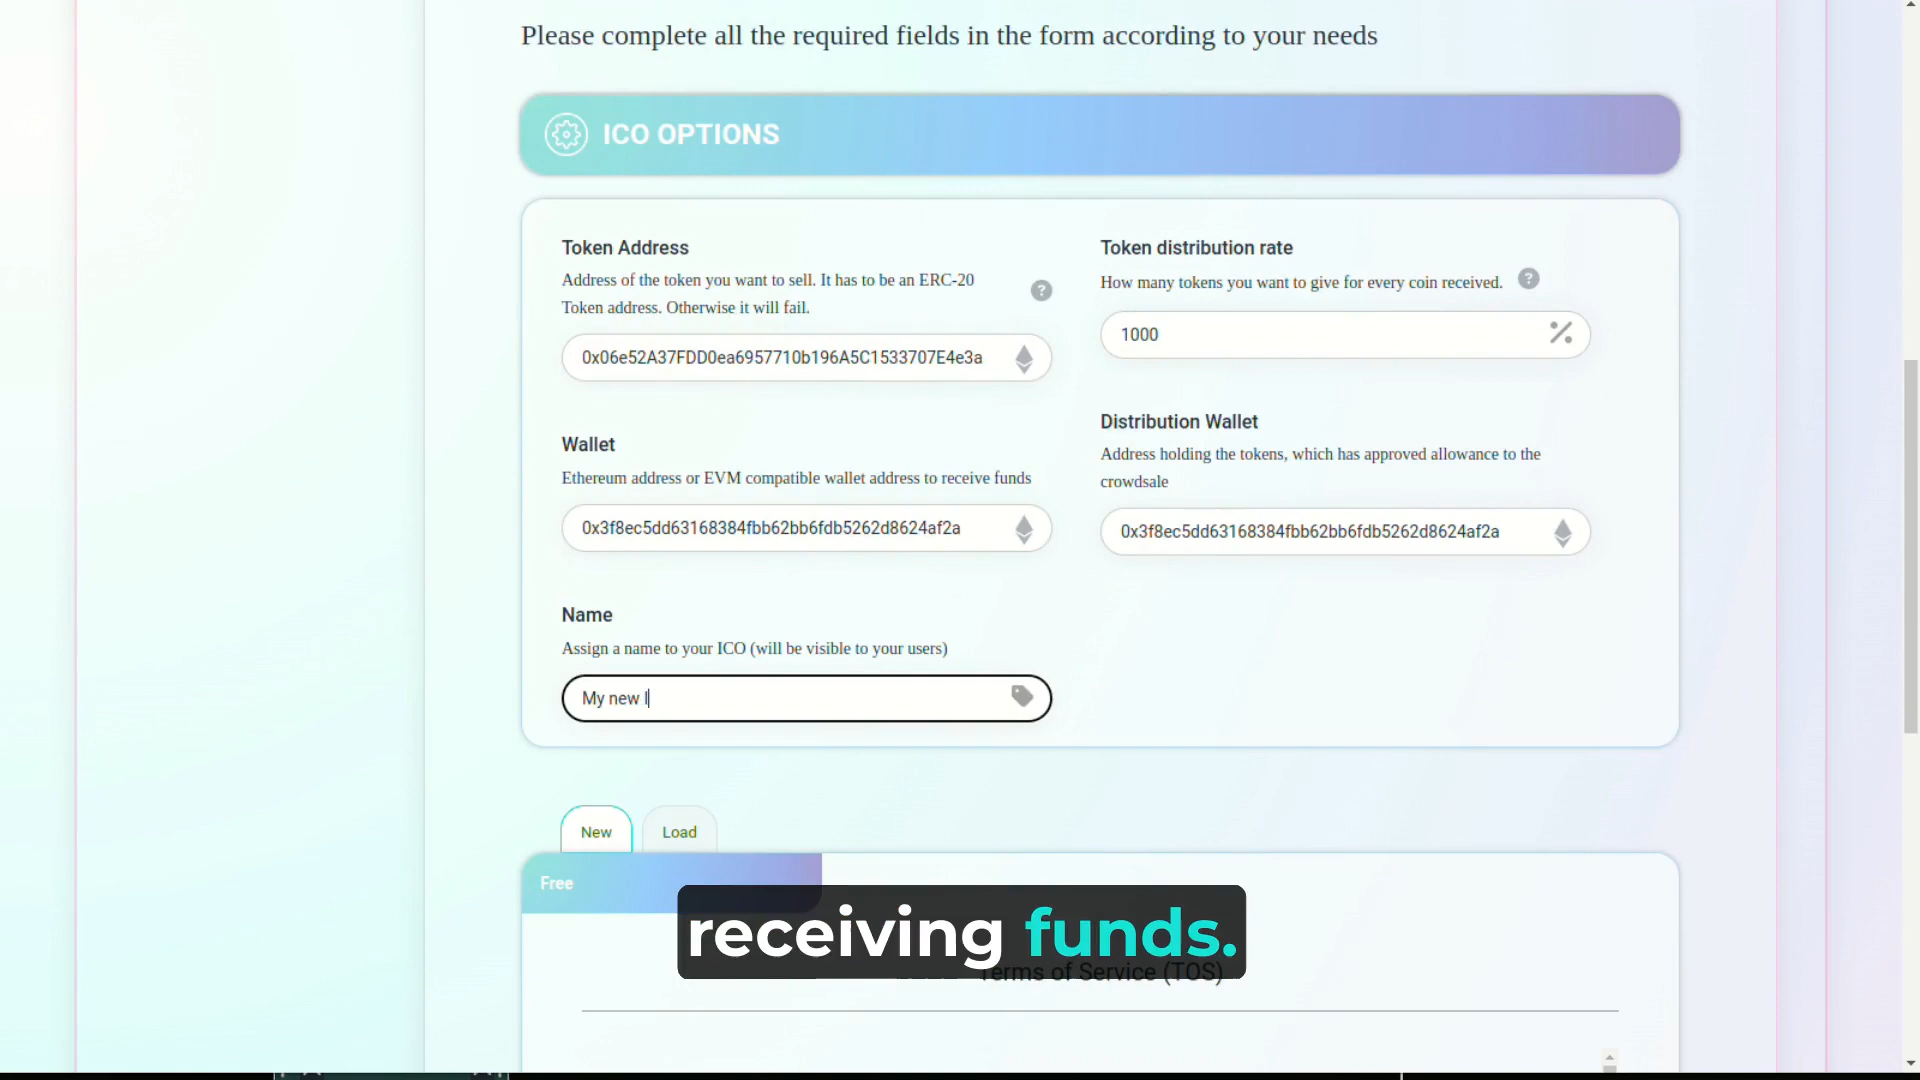 Please complete all the required fields in the form according to your needs
ICO OPTIONS
Token Address
Address of the token you want to sell. It has to be an ERC-20
Token address. Otherwise it will fail.
0x06e52A37FDD0ea6957710b196A5C1533707E4e3a
Token distribution rate
How many tokens you want to give for every coin received.
1000
Wallet
Ethereum address or EVM compatible wallet address to receive funds
0x3f8ec5dd63168384fbb62bb6fdb5262d8624af2a
Distribution Wallet
Address holding the tokens, which has approved allowance to the
crowdsale
0x3f8ec5dd63168384fbb62bb6fdb5262d8624af2a
Name
Assign a name to your ICO (will be visible to your users)
My new I
New
Load
Free
receiving funds.
Terms of Service (TOS)